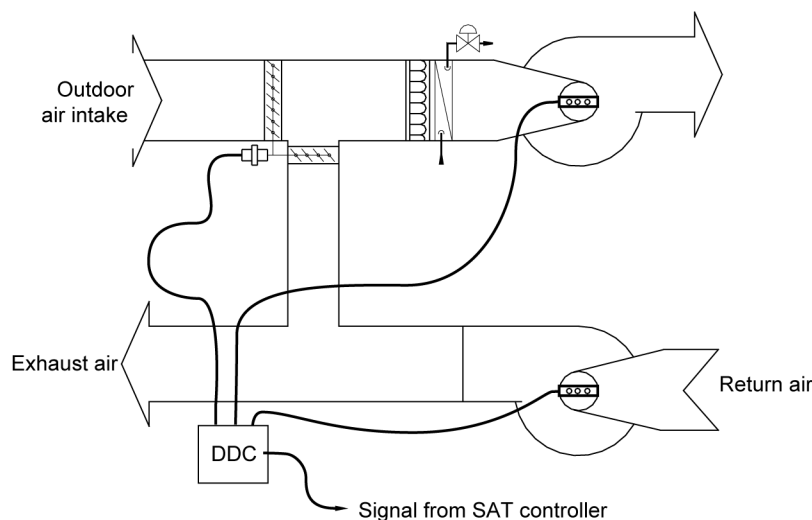 Outdoor
air intake
Exhaust air
Return air
DDC
Signal from SAT controller